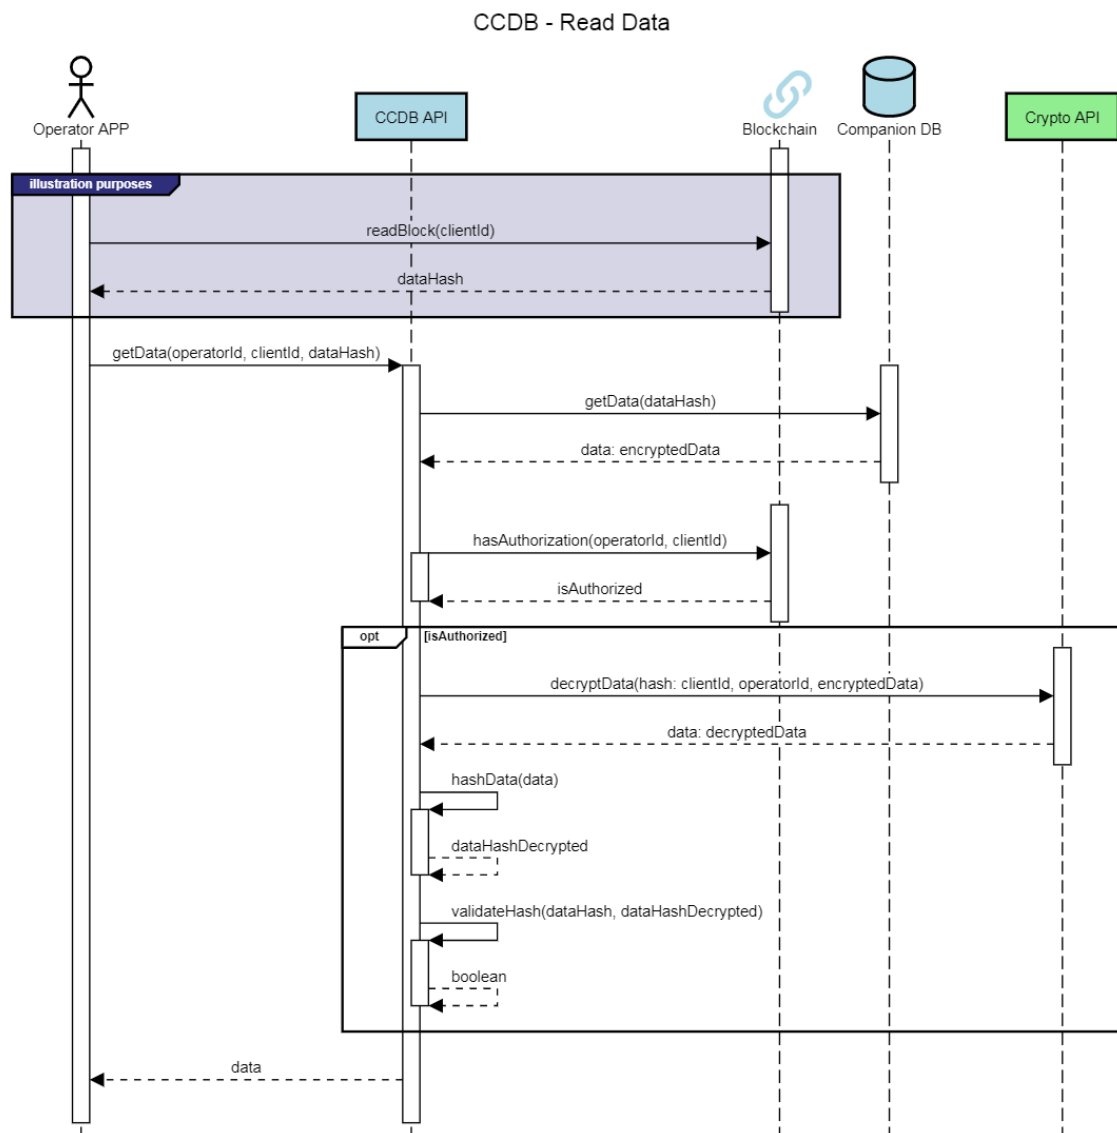 CCDB - Read Data
Operator APP
CCDB API
Blockchain
Companion DB
Crypto API
illustration purposes
readBlock(clientId)
dataHash
getData(operatorId, clientId, dataHash)
getData(dataHash)
data: encryptedData
hasAuthorization(operatorId, clientId)
isAuthorized
opt
[isAuthorized]
decryptData(hash: clientId, operatorId, encryptedData)
data: decryptedData
hashData(data)
dataHashDecrypted
validateHash(dataHash, dataHashDecrypted)
boolean
data